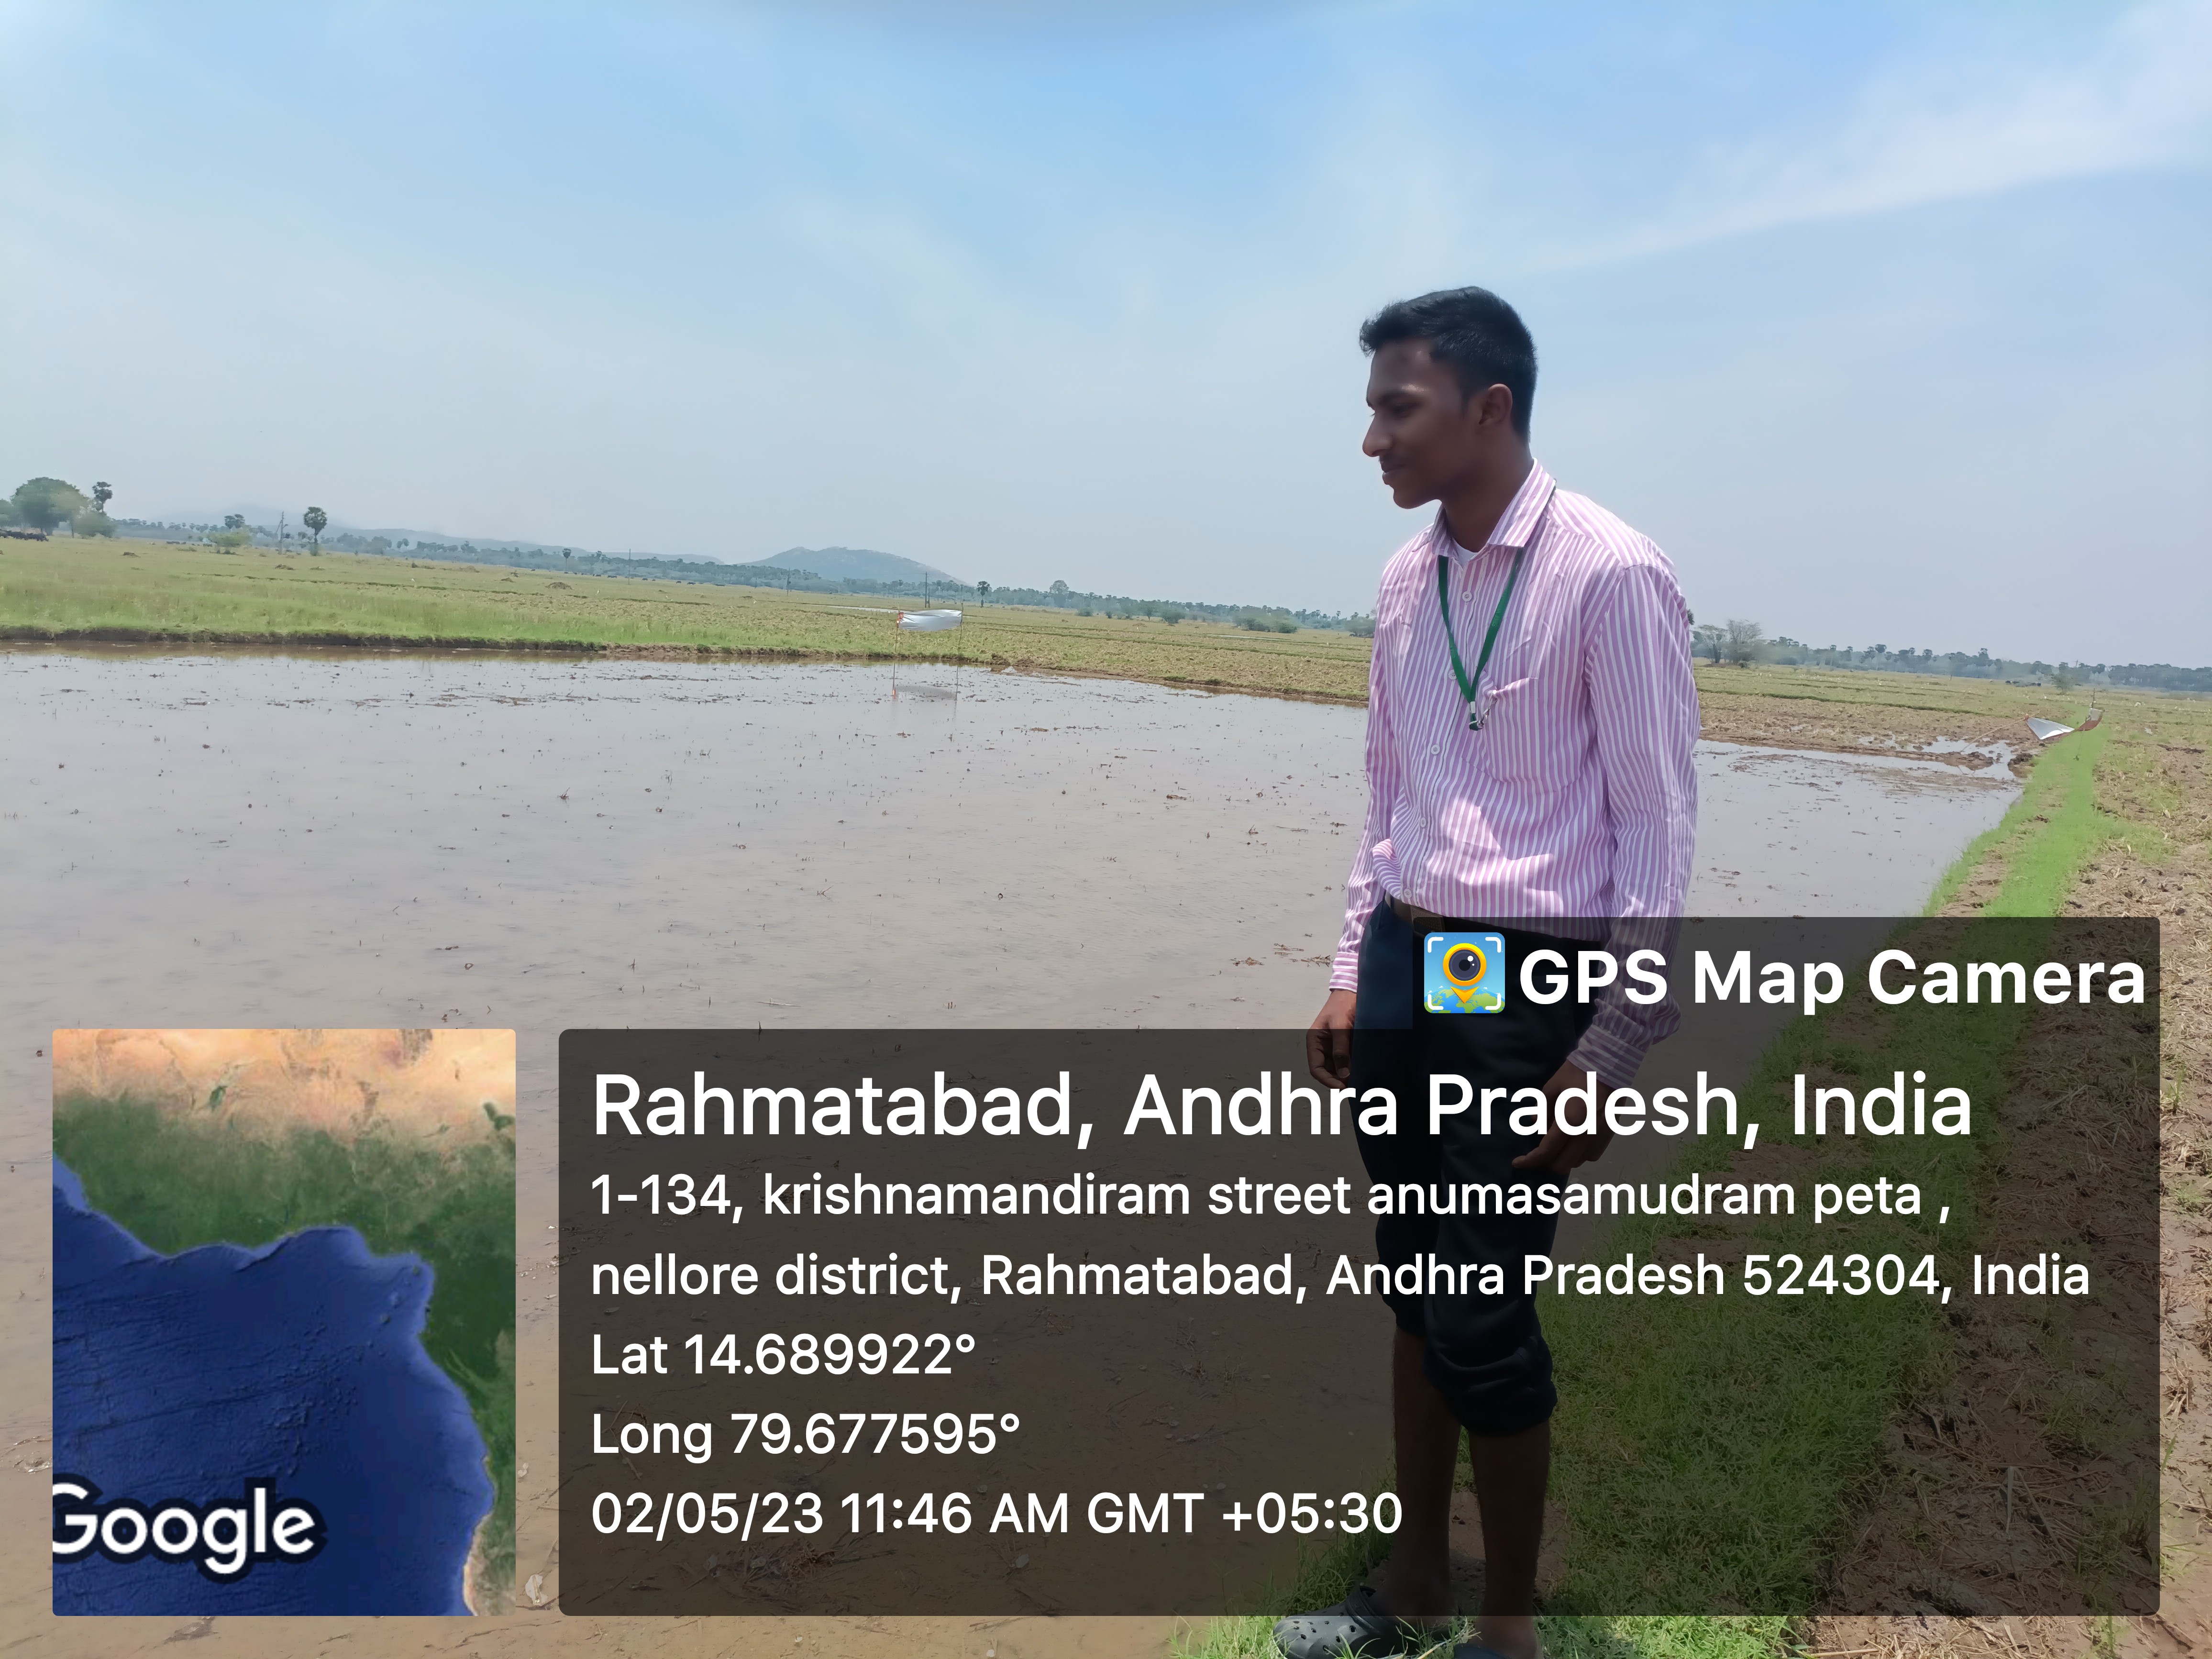 GPS Map Camera
Rahmatabad, Andhra Pradesh, India
1-134, krishnamandiram street anumasamudram peta ,
nellore district, Rahmatabad, Andhra Pradesh 524304, India
Lat 14.689922°
Long 79.677595°
02/05/23 11:46 AM GMT +05:30
Google